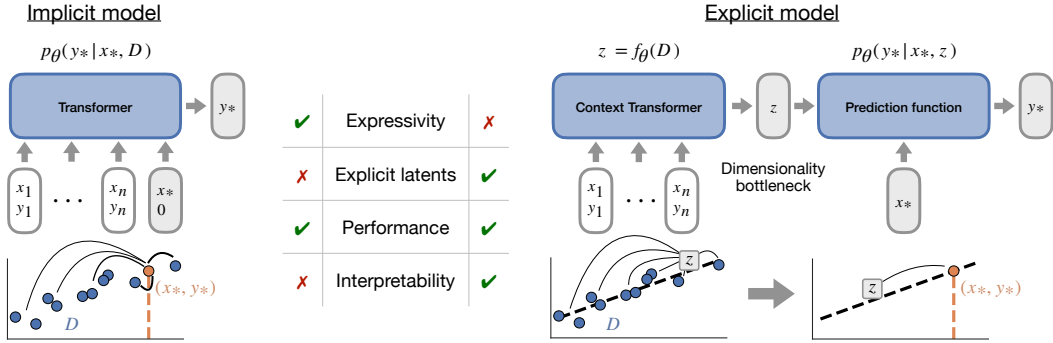 Implicit model
pθ(y* | x*, D)
Transformer
y*
x1
y1
. . .
xn
yn
x*
0
(x*, y*)
D
✔ Expressivity ✗
✗ Explicit latents ✔
✔ Performance ✔
✗ Interpretability ✔
Explicit model
z = fθ(D)
pθ(y* | x*, z)
Context Transformer
z
Prediction function
y*
Dimensionality
bottleneck
x1
y1
. . .
xn
yn
x*
z
z
(x*, y*)